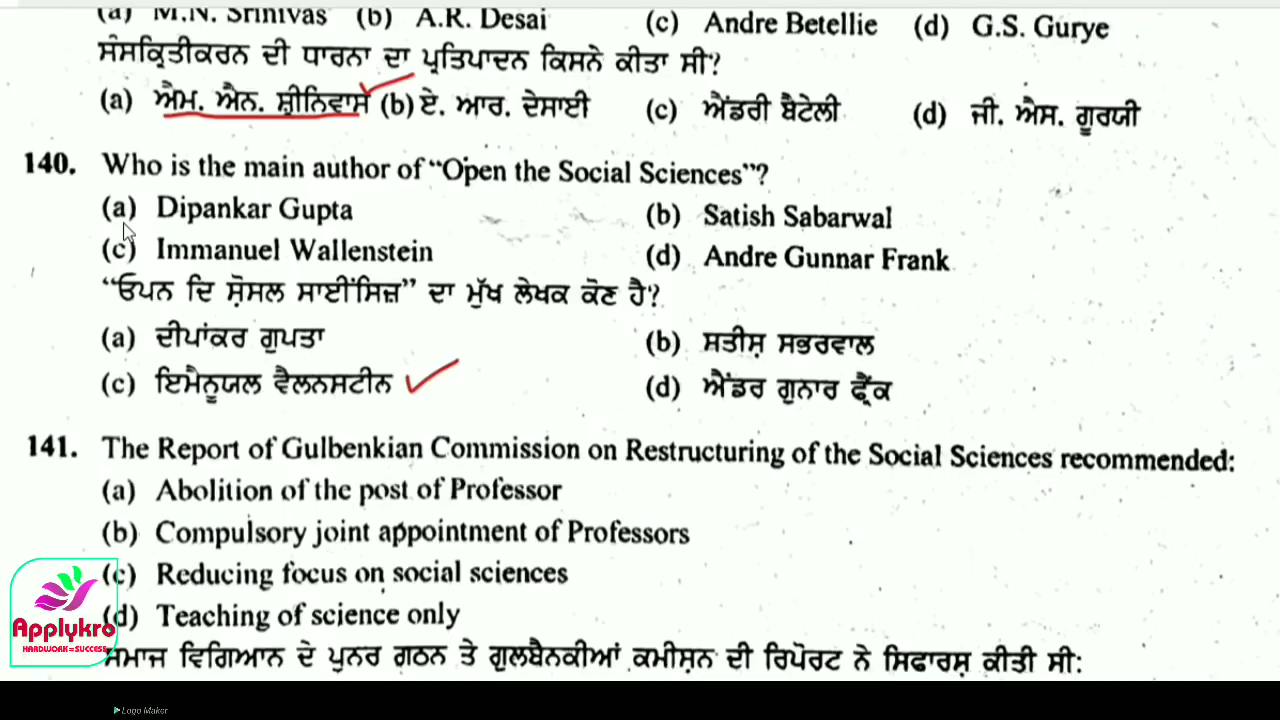 (a) M.N. Srinivas (b) A.R. Desai (c) Andre Betellie (d) G.S. Gurye
ਸੰਸਕ੍ਰਿਤੀਕਰਨ ਦੀ ਧਾਰਨਾ ਦਾ ਪ੍ਰਤਿਪਾਦਨ ਕਿਸਨੇ ਕੀਤਾ ਸੀ?
(a) ਐਮ. ਐਨ. ਸ਼੍ਰੀਨਿਵਾਸ (b) ਏ. ਆਰ. ਦੇਸਾਈ (c) ਐਂਡਰੀ ਬੈਟੇਲੀ (d) ਜੀ. ਐਸ. ਗੂਰਯੀ
140. Who is the main author of “Open the Social Sciences”?
(a) Dipankar Gupta (b) Satish Sabarwal
(c) Immanuel Wallenstein (d) Andre Gunnar Frank
“ਓਪਨ ਦਿ ਸ਼ੋਸਲ ਸਾਈਂਸਿਜ਼” ਦਾ ਮੁੱਖ ਲੇਖਕ ਕੋਣ ਹੈ?
(a) ਦੀਪਾਂਕਰ ਗੁਪਤਾ (b) ਸਤੀਸ਼ ਸਭਰਵਾਲ
(c) ਇਮੈਨੂਯਲ ਵੈਲਨਸਟੀਨ (d) ਐਂਡਰ ਗੁਨਾਰ ਫ੍ਰੈਂਕ
141. The Report of Gulbenkian Commission on Restructuring of the Social Sciences recommended:
(a) Abolition of the post of Professor
(b) Compulsory joint appointment of Professors
(c) Reducing focus on social sciences
(d) Teaching of science only
ਸਮਾਜ ਵਿਗਿਆਨ ਦੇ ਪੁਨਰ ਗਠਨ ਤੇ ਗੁਲਬੈਨਕੀਆਂ ਕਮੀਸ਼ਨ ਦੀ ਰਿਪੋਰਟ ਨੇ ਸਿਫਾਰਸ਼ ਕੀਤੀ ਸੀ:
Applykro
HARDWORK=SUCCESS
Logo Maker